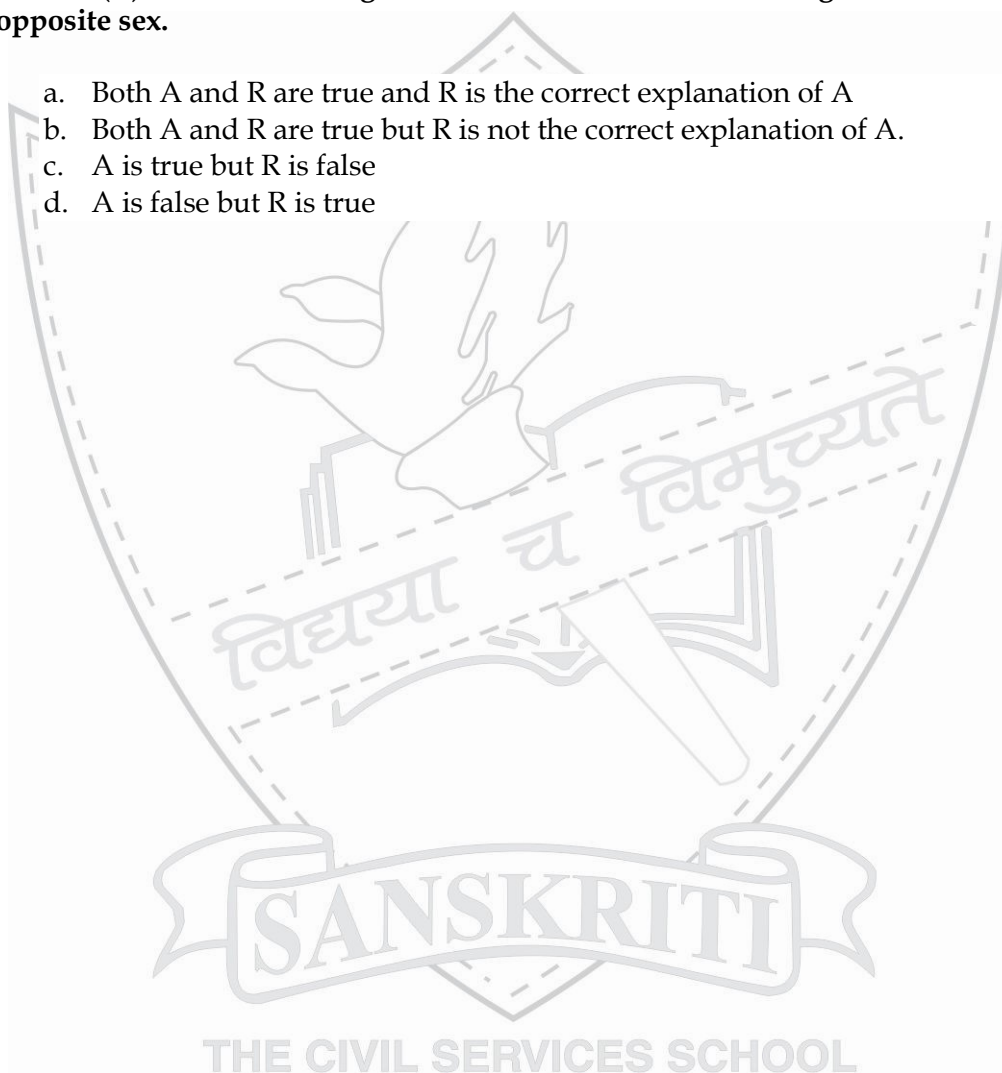 opposite sex.
a. Both A and R are true and R is the correct explanation of A
b. Both A and R are true but R is not the correct explanation of A.
c. A is true but R is false
d. A is false but R is true
विद्यया च विमुच्यते
SANSKRITI
THE CIVIL SERVICES SCHOOL